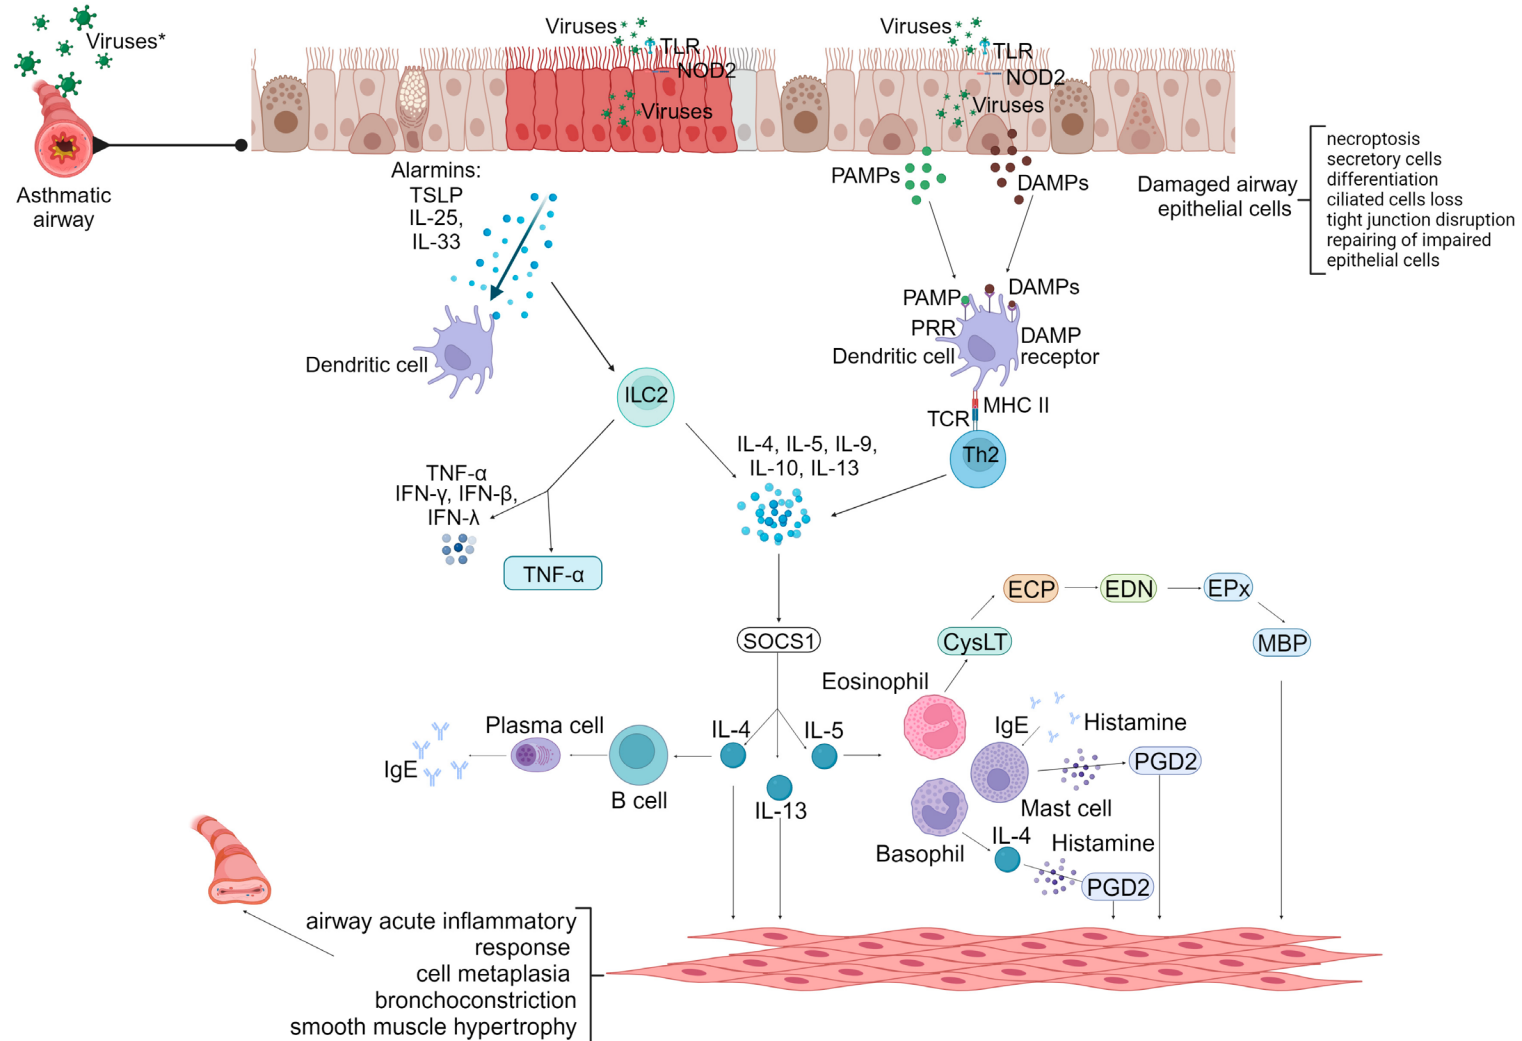 Viruses*
Asthmatic
airway
Viruses
TLR
NOD2
Viruses
Viruses
TLR
NOD2
Viruses
Alarmins:
TSLP
IL-25,
IL-33
PAMPs
DAMPs
Damaged airway
epithelial cells
necroptosis
secretory cells
differentiation
ciliated cells loss
tight junction disruption
repairing of impaired
epithelial cells
Dendritic cell
ILC2
PAMP
DAMPs
PRR
DAMP
receptor
Dendritic cell
MHC II
TCR
Th2
IL-4, IL-5, IL-9,
IL-10, IL-13
TNF-α
IFN-γ, IFN-β,
IFN-λ
TNF-α
SOCS1
ECP
EDN
EPx
CysLT
MBP
Eosinophil
IgE
Histamine
PGD2
Mast cell
Basophil
IL-4
Histamine
PGD2
IL-4
IL-5
IL-13
Plasma cell
B cell
IgE
airway acute inflammatory
response
cell metaplasia
bronchoconstriction
smooth muscle hypertrophy